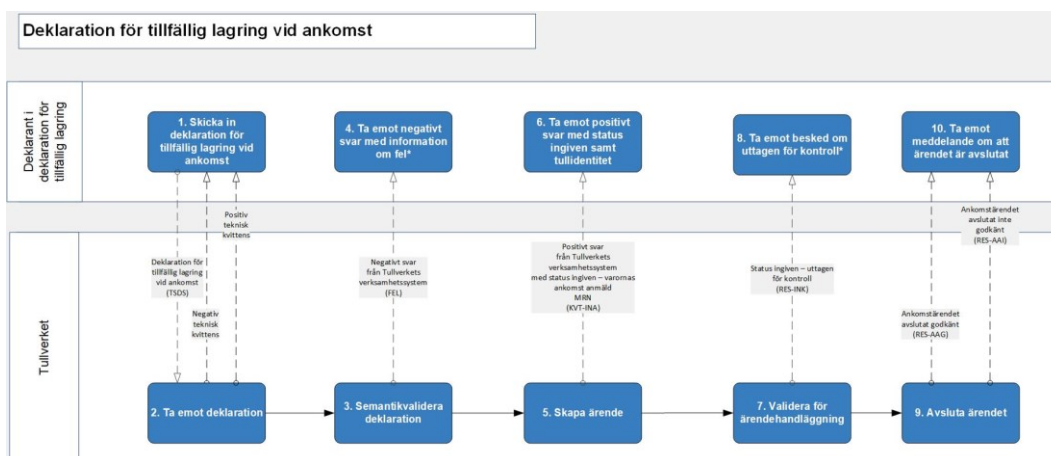 Deklaration för tillfällig lagring vid ankomst
Deklarant i
deklaration för
tillfällig lagring
1. Skicka in
deklaration för
tillfällig lagring vid
ankomst
4. Ta emot negativt
svar med information
om fel*
6. Ta emot positivt
svar med status
ingiven samt
tullidentitet
8. Ta emot besked om
uttagen för kontroll*
10. Ta emot
meddelande om att
ärendet är avslutat
Tullverket
Deklaration för
tillfällig lagring
vid ankomst
(TSDS)
Negativ
teknisk
kvittens
Positiv
teknisk
kvittens
Negativt svar
från Tullverkets
verksamhetssystem
(FEL)
Positivt svar
från Tullverkets
verksamhetssystem
med status ingiven – varornas
ankomst anmäld
MRN
(KVT-INA)
Status ingiven – uttagen
för kontroll
(RES-INK)
Ankomstärendet
avslutat godkänt
(RES-AAG)
Ankomstärendet
avslutat inte
godkänt
(RES-AAI)
2. Ta emot deklaration
3. Semantikvalidera
deklaration
5. Skapa ärende
7. Validera för
ärendehandläggning
9. Avsluta ärendet